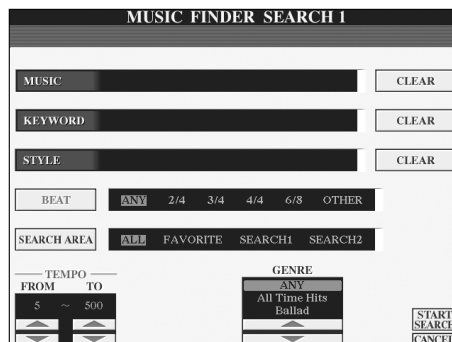 MUSIC FINDER SEARCH 1
MUSIC CLEAR
KEYWORD CLEAR
STYLE CLEAR
BEAT ANY 2/4 3/4 4/4 6/8 OTHER
SEARCH AREA ALL FAVORITE SEARCH1 SEARCH2
TEMPO GENRE
FROM TO ANY
5 ~ 500 All Time Hits
Ballad
START
SEARCH
CANCEL